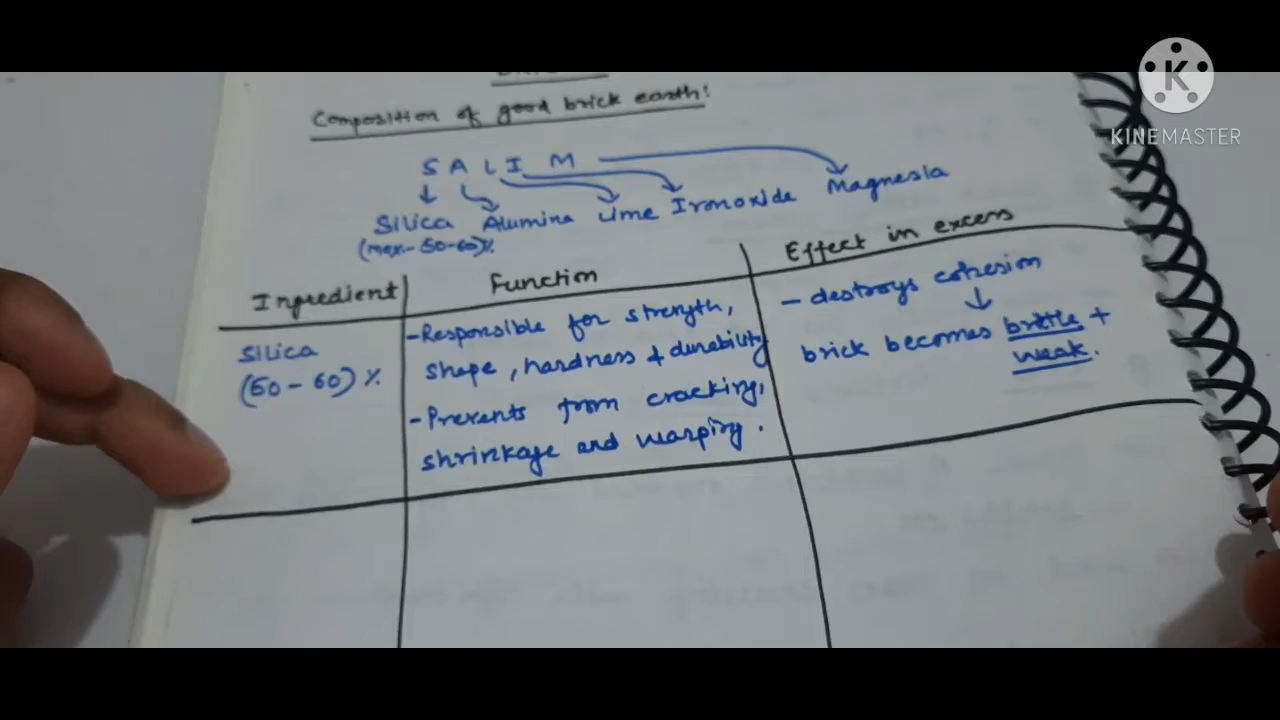 Composition of good brick earth:
S A L I M
Silica Alumina Lime Ironoxide Magnesia
(max-50-60)%
Ingredient Function Effect in excess
Silica
(50-60)%
- Responsible for strength,
shape, hardness & durability
- Prevents from cracking,
shrinkage and warping.
- destroys cohesion
brick becomes brittle +
weak.
K
KINEMASTER